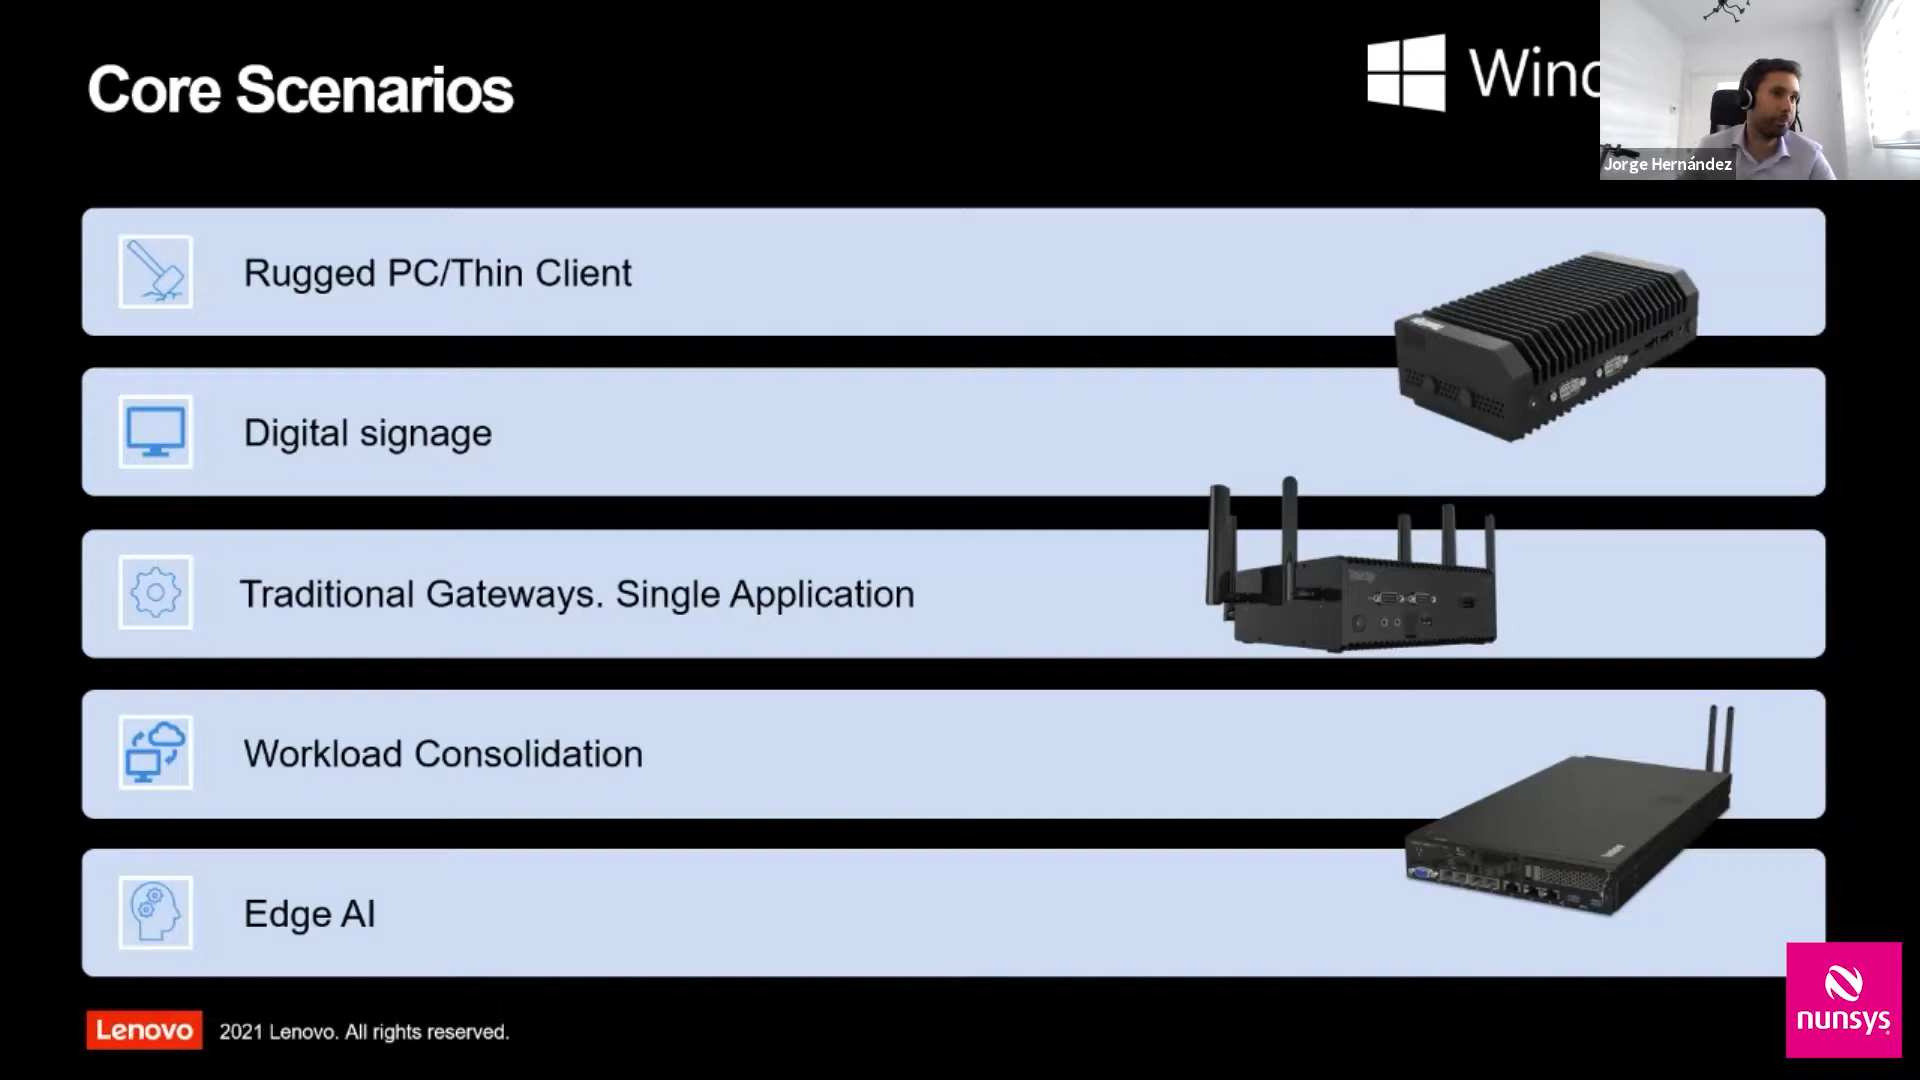 Core Scenarios
Wind
Jorge Hernández
Rugged PC/Thin Client
Digital signage
Traditional Gateways. Single Application
Workload Consolidation
Edge AI
Lenovo
2021 Lenovo. All rights reserved.
nunsys